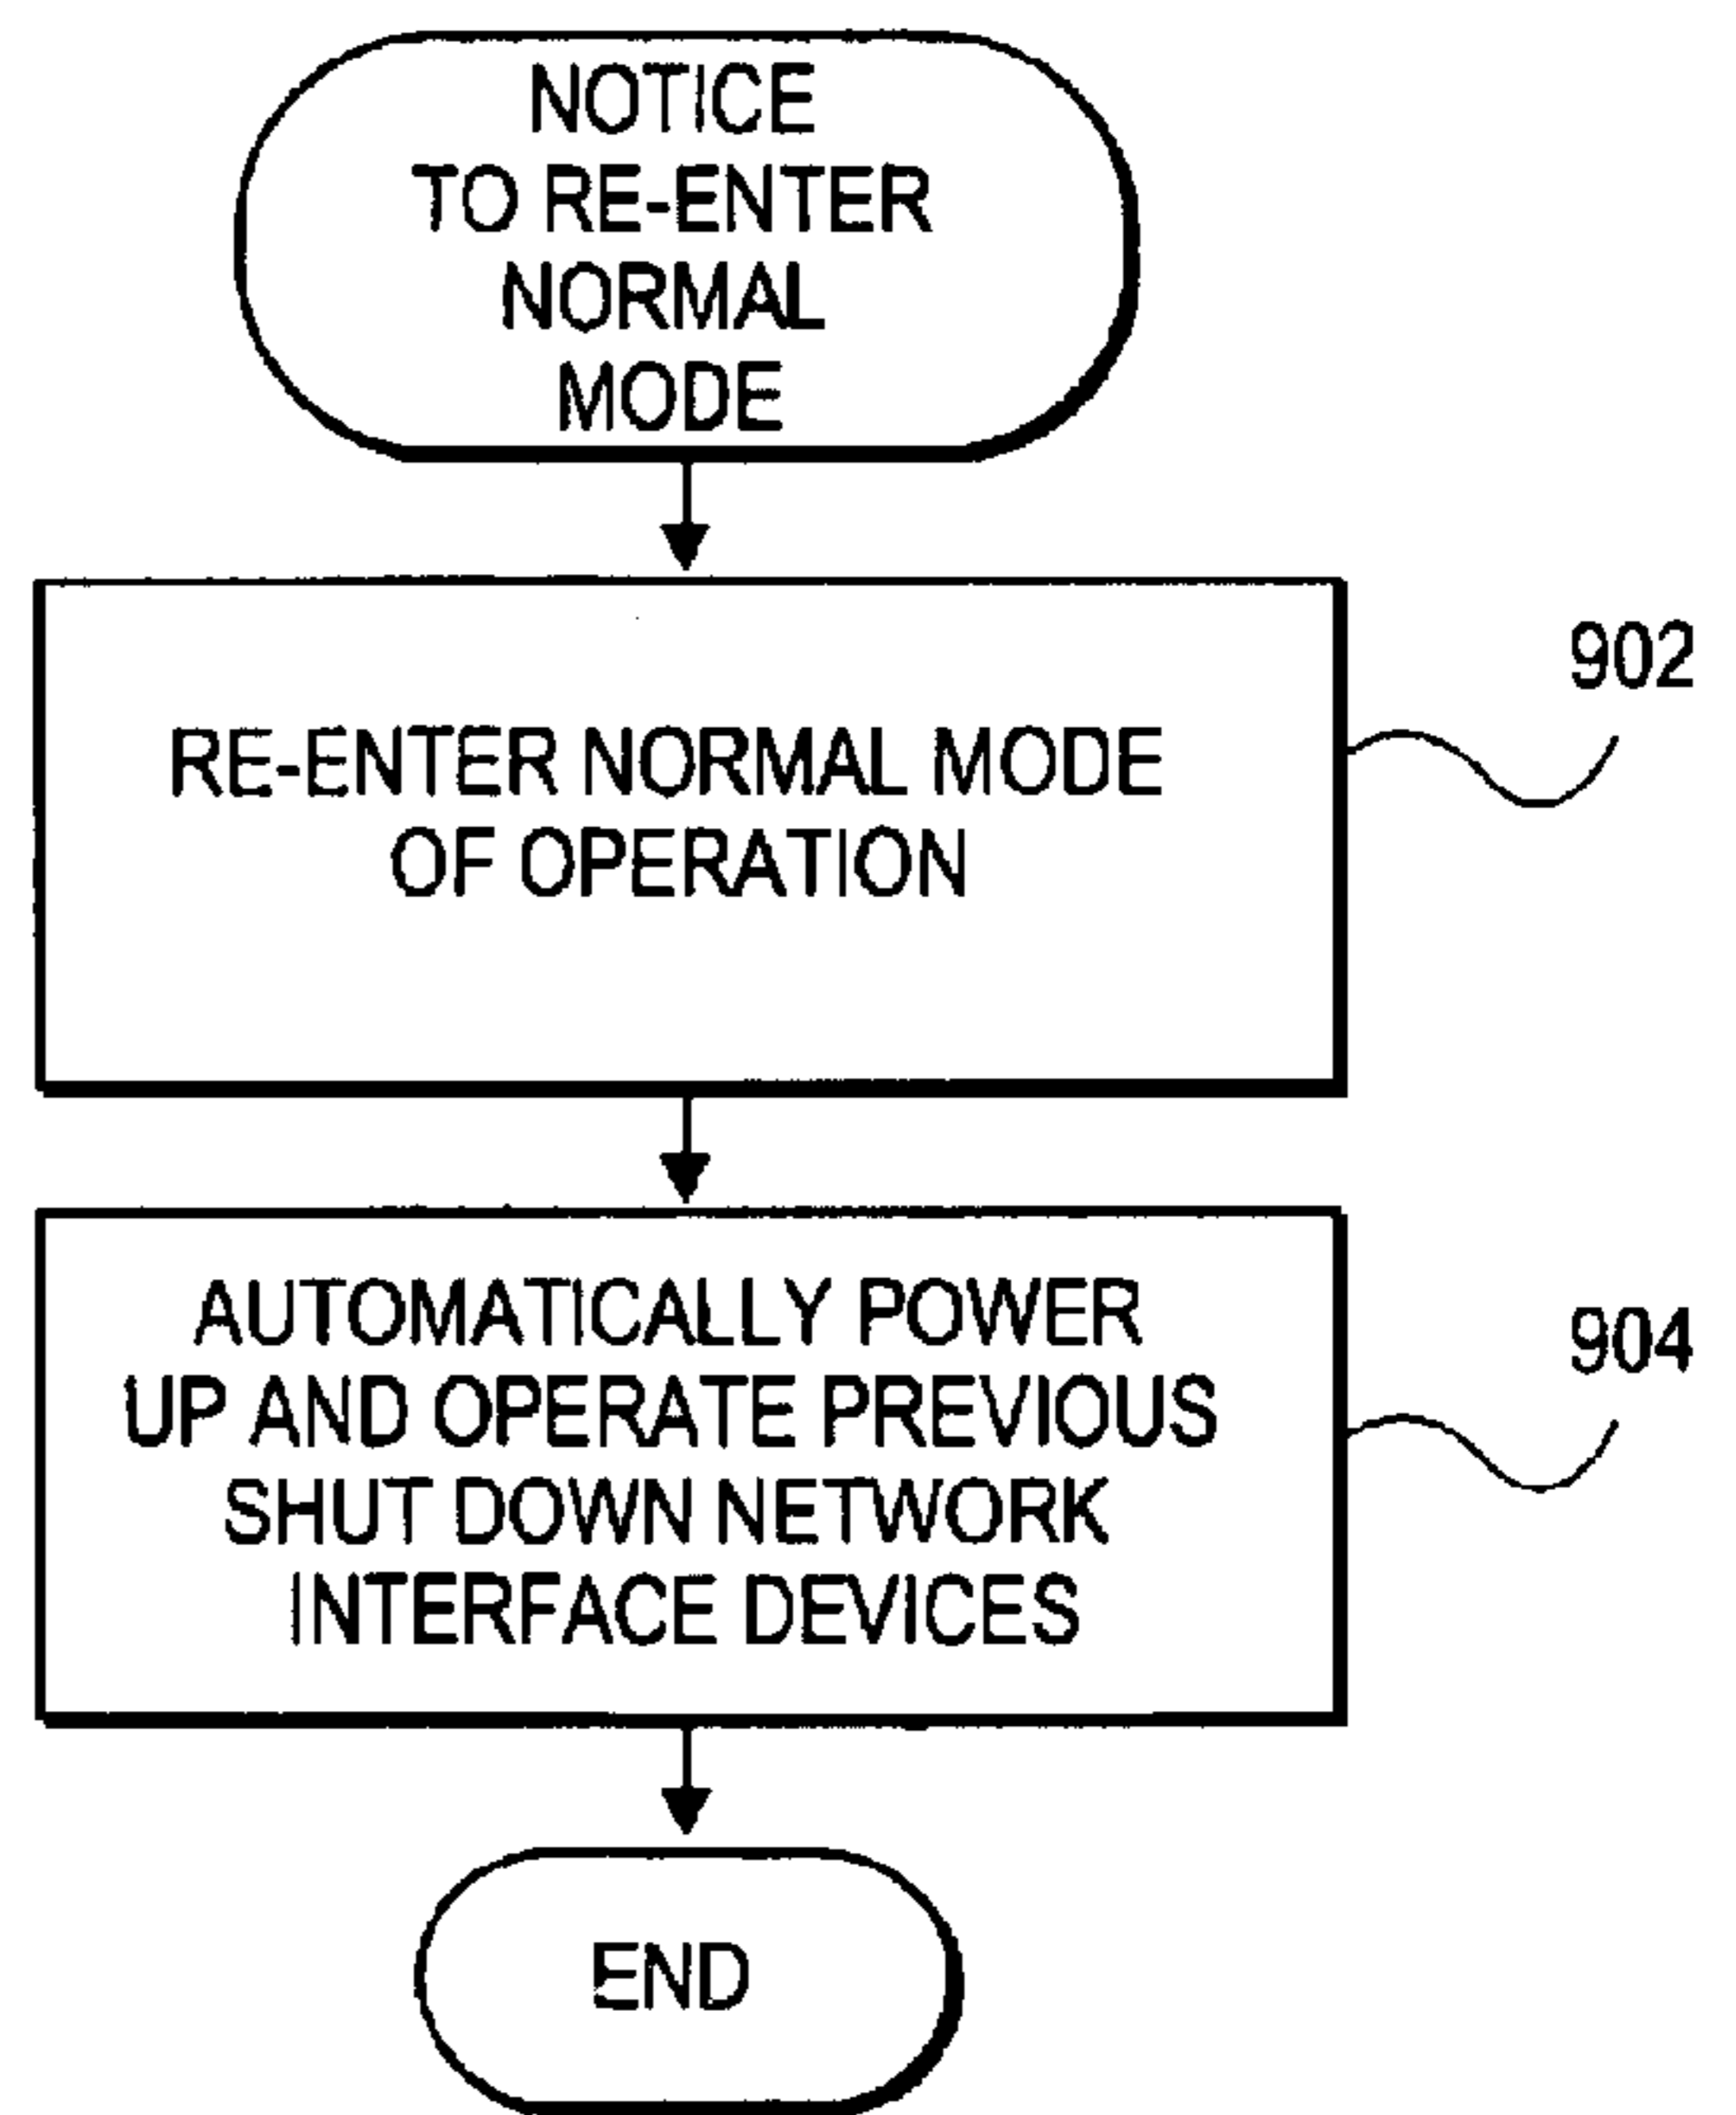 NOTICE
TO RE-ENTER
NORMAL
MODE
902
RE-ENTER NORMAL MODE
OF OPERATION
AUTOMATICALLY POWER
904
UP AND OPERATE PREVIOUS
SHUT DOWN NETWORK
INTERFACE DEVICES
END